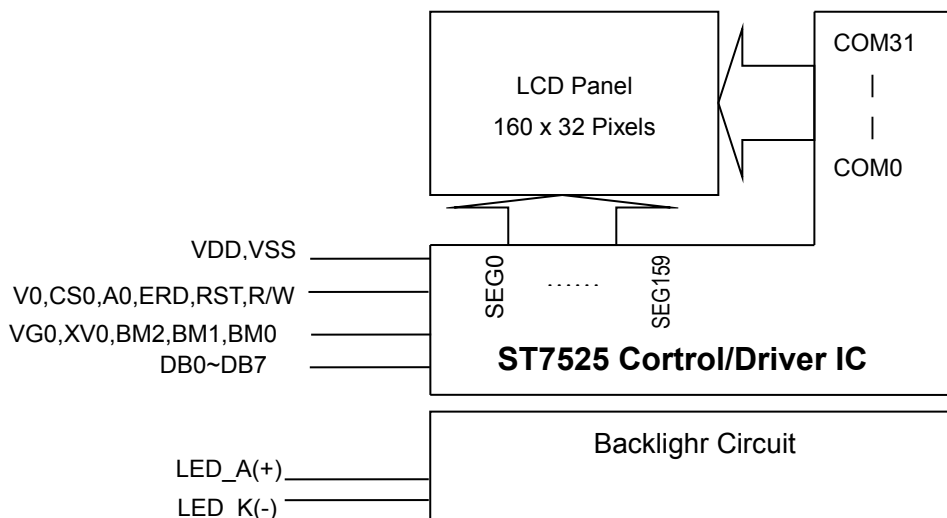 LCD Panel
160 x 32 Pixels
COM31
|
|
COM0
VDD,VSS
V0,CS0,A0,ERD,RST,R/W
VG0,XV0,BM2,BM1,BM0
DB0~DB7
SEG0
......
SEG159
ST7525 Cortrol/Driver IC
Backlighr Circuit
LED_A(+)
LED_K(-)